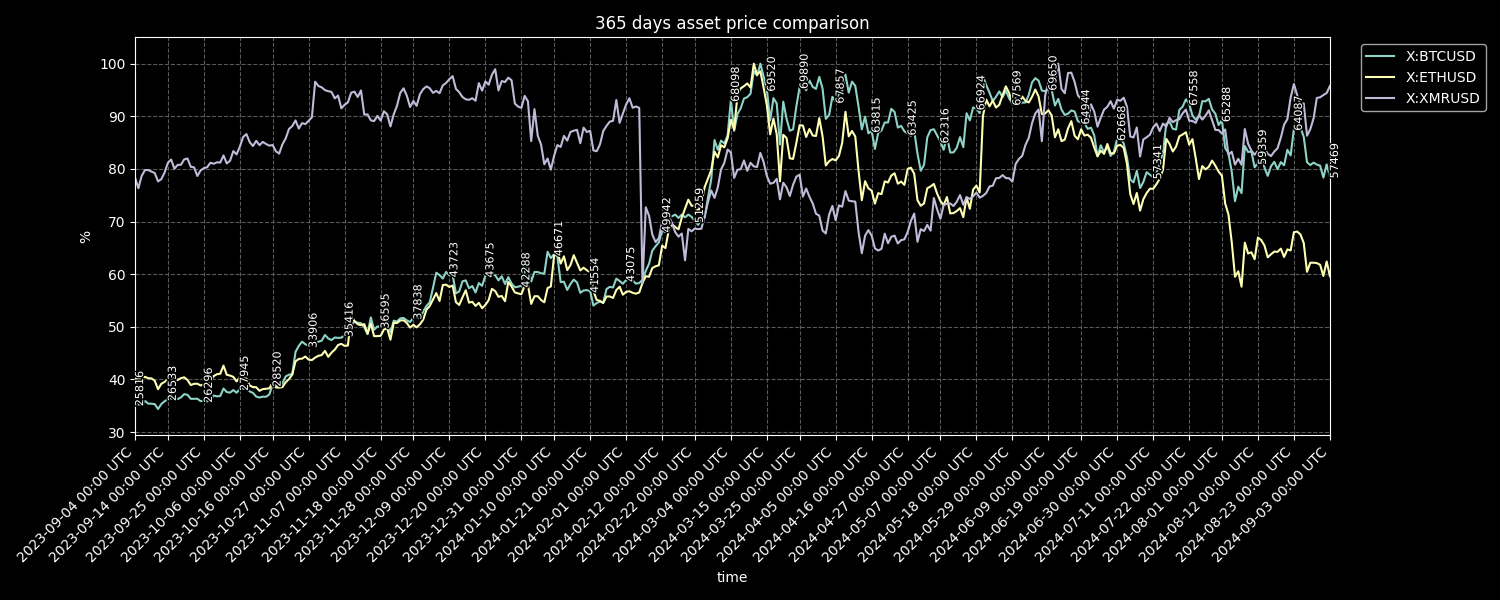 365 days asset price comparison
X:BTCUSD
X:ETHUSD
X:XMRUSD
%
100
90
80
70
60
50
40
30
25816
26533
26296
27945
28520
33906
35416
36595
37838
43723
43675
42288
46671
41554
43075
49942
51259
68098
69520
69890
67857
63815
63425
62316
66924
67569
69650
64944
62668
57341
67558
65288
59359
64087
57469
2023-09-04 00:00 UTC
2023-09-14 00:00 UTC
2023-09-25 00:00 UTC
2023-10-06 00:00 UTC
2023-10-16 00:00 UTC
2023-10-27 00:00 UTC
2023-11-07 00:00 UTC
2023-11-18 00:00 UTC
2023-11-28 00:00 UTC
2023-12-09 00:00 UTC
2023-12-20 00:00 UTC
2023-12-31 00:00 UTC
2024-01-10 00:00 UTC
2024-01-21 00:00 UTC
2024-02-01 00:00 UTC
2024-02-12 00:00 UTC
2024-02-22 00:00 UTC
2024-03-04 00:00 UTC
2024-03-15 00:00 UTC
2024-03-25 00:00 UTC
2024-04-05 00:00 UTC
2024-04-16 00:00 UTC
2024-04-27 00:00 UTC
2024-05-07 00:00 UTC
2024-05-18 00:00 UTC
2024-05-29 00:00 UTC
2024-06-09 00:00 UTC
2024-06-19 00:00 UTC
2024-06-30 00:00 UTC
2024-07-11 00:00 UTC
2024-07-22 00:00 UTC
2024-08-01 00:00 UTC
2024-08-12 00:00 UTC
2024-08-23 00:00 UTC
2024-09-03 00:00 UTC
time